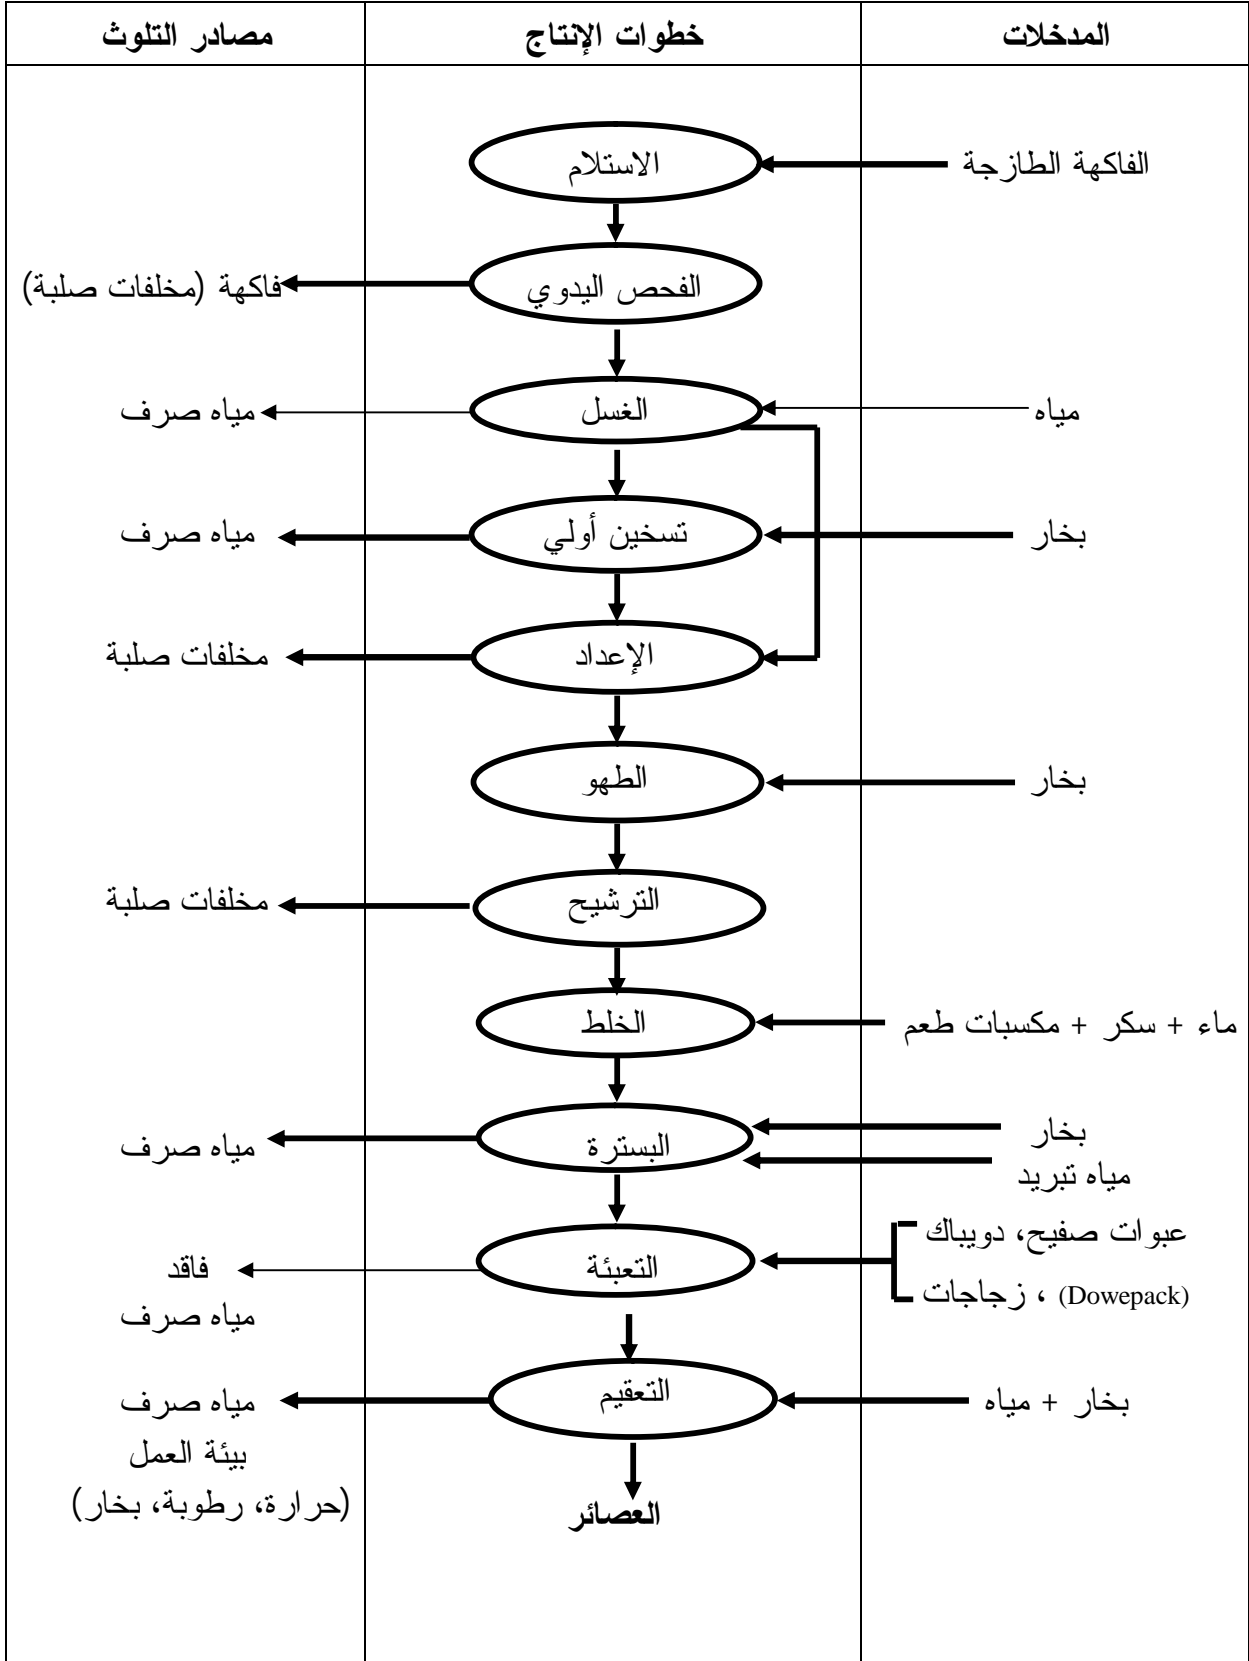 المدخلات
خطوات الإنتاج
مصادر التلوث
الفاكهة الطازجة
الاستلام
الفحص اليدوي
فاكهة (مخلفات صلبة)
مياه
الغسل
مياه صرف
بخار
تسخين أولي
مياه صرف
الإعداد
مخلفات صلبة
بخار
الطهو
الترشيح
مخلفات صلبة
ماء + سكر + مكسبات طعم
الخلط
بخار
مياه تبريد
البسترة
مياه صرف
عبوات صفيح، دويباك
(Dowepack) ، زجاجات
التعبئة
فاقد
مياه صرف
بخار + مياه
التعقيم
مياه صرف
بيئة العمل
(حرارة، رطوبة، بخار)
العصائر